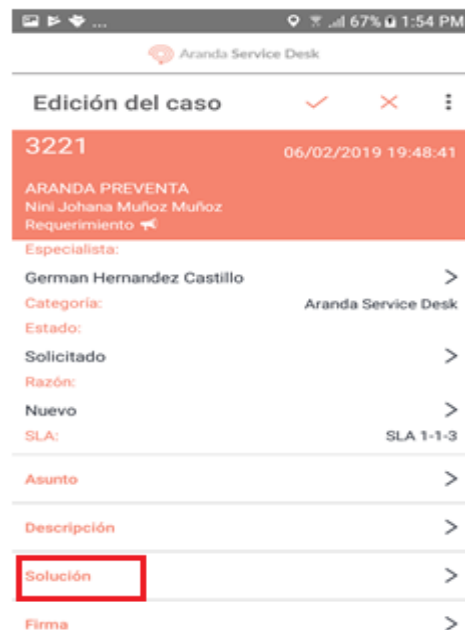 ... 67% 1:54 PM
Aranda Service Desk
Edición del caso
3221 06/02/2019 19:48:41
ARANDA PREVENTA
Nini Johana Muñoz Muñoz
Requerimiento
Especialista:
German Hernandez Castillo
Categoría: Aranda Service Desk
Estado:
Solicitado
Razón:
Nuevo
SLA: SLA 1-1-3
Asunto
Descripción
Solución
Firma